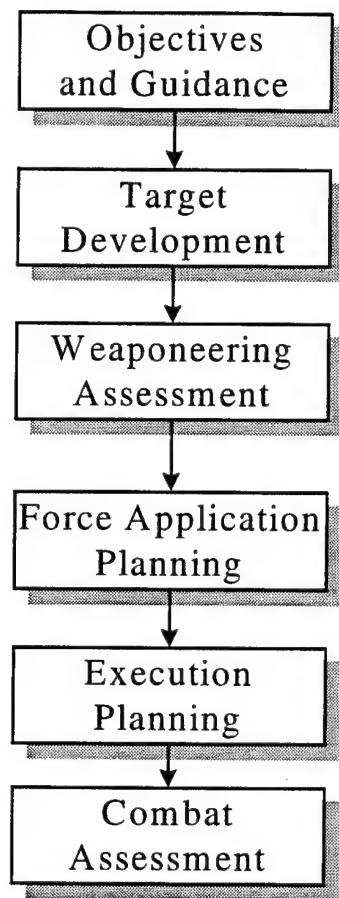 Objectives
and Guidance
Target
Development
Weaponeering
Assessment
Force Application
Planning
Execution
Planning
Combat
Assessment